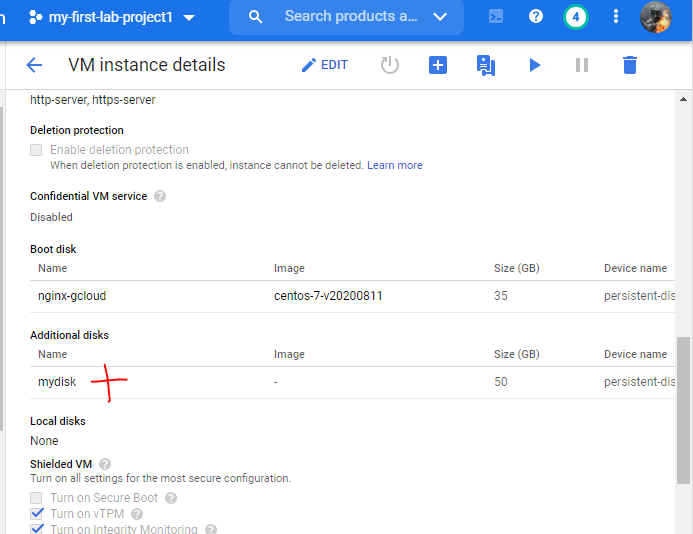 my-first-lab-project1 Search products a... 4
VM instance details EDIT
http-server, https-server
Deletion protection
Enable deletion protection
When deletion protection is enabled, instance cannot be deleted. Learn more
Confidential VM service ?
Disabled
Boot disk
Name Image Size (GB) Device name
nginx-gcloud centos-7-v20200811 35 persistent-dis
Additional disks
Name Image Size (GB) Device name
mydisk - 50 persistent-dis
Local disks
None
Shielded VM ?
Turn on all settings for the most secure configuration.
Turn on Secure Boot ?
Turn on vTPM ?
Turn on Integrity Monitoring ?